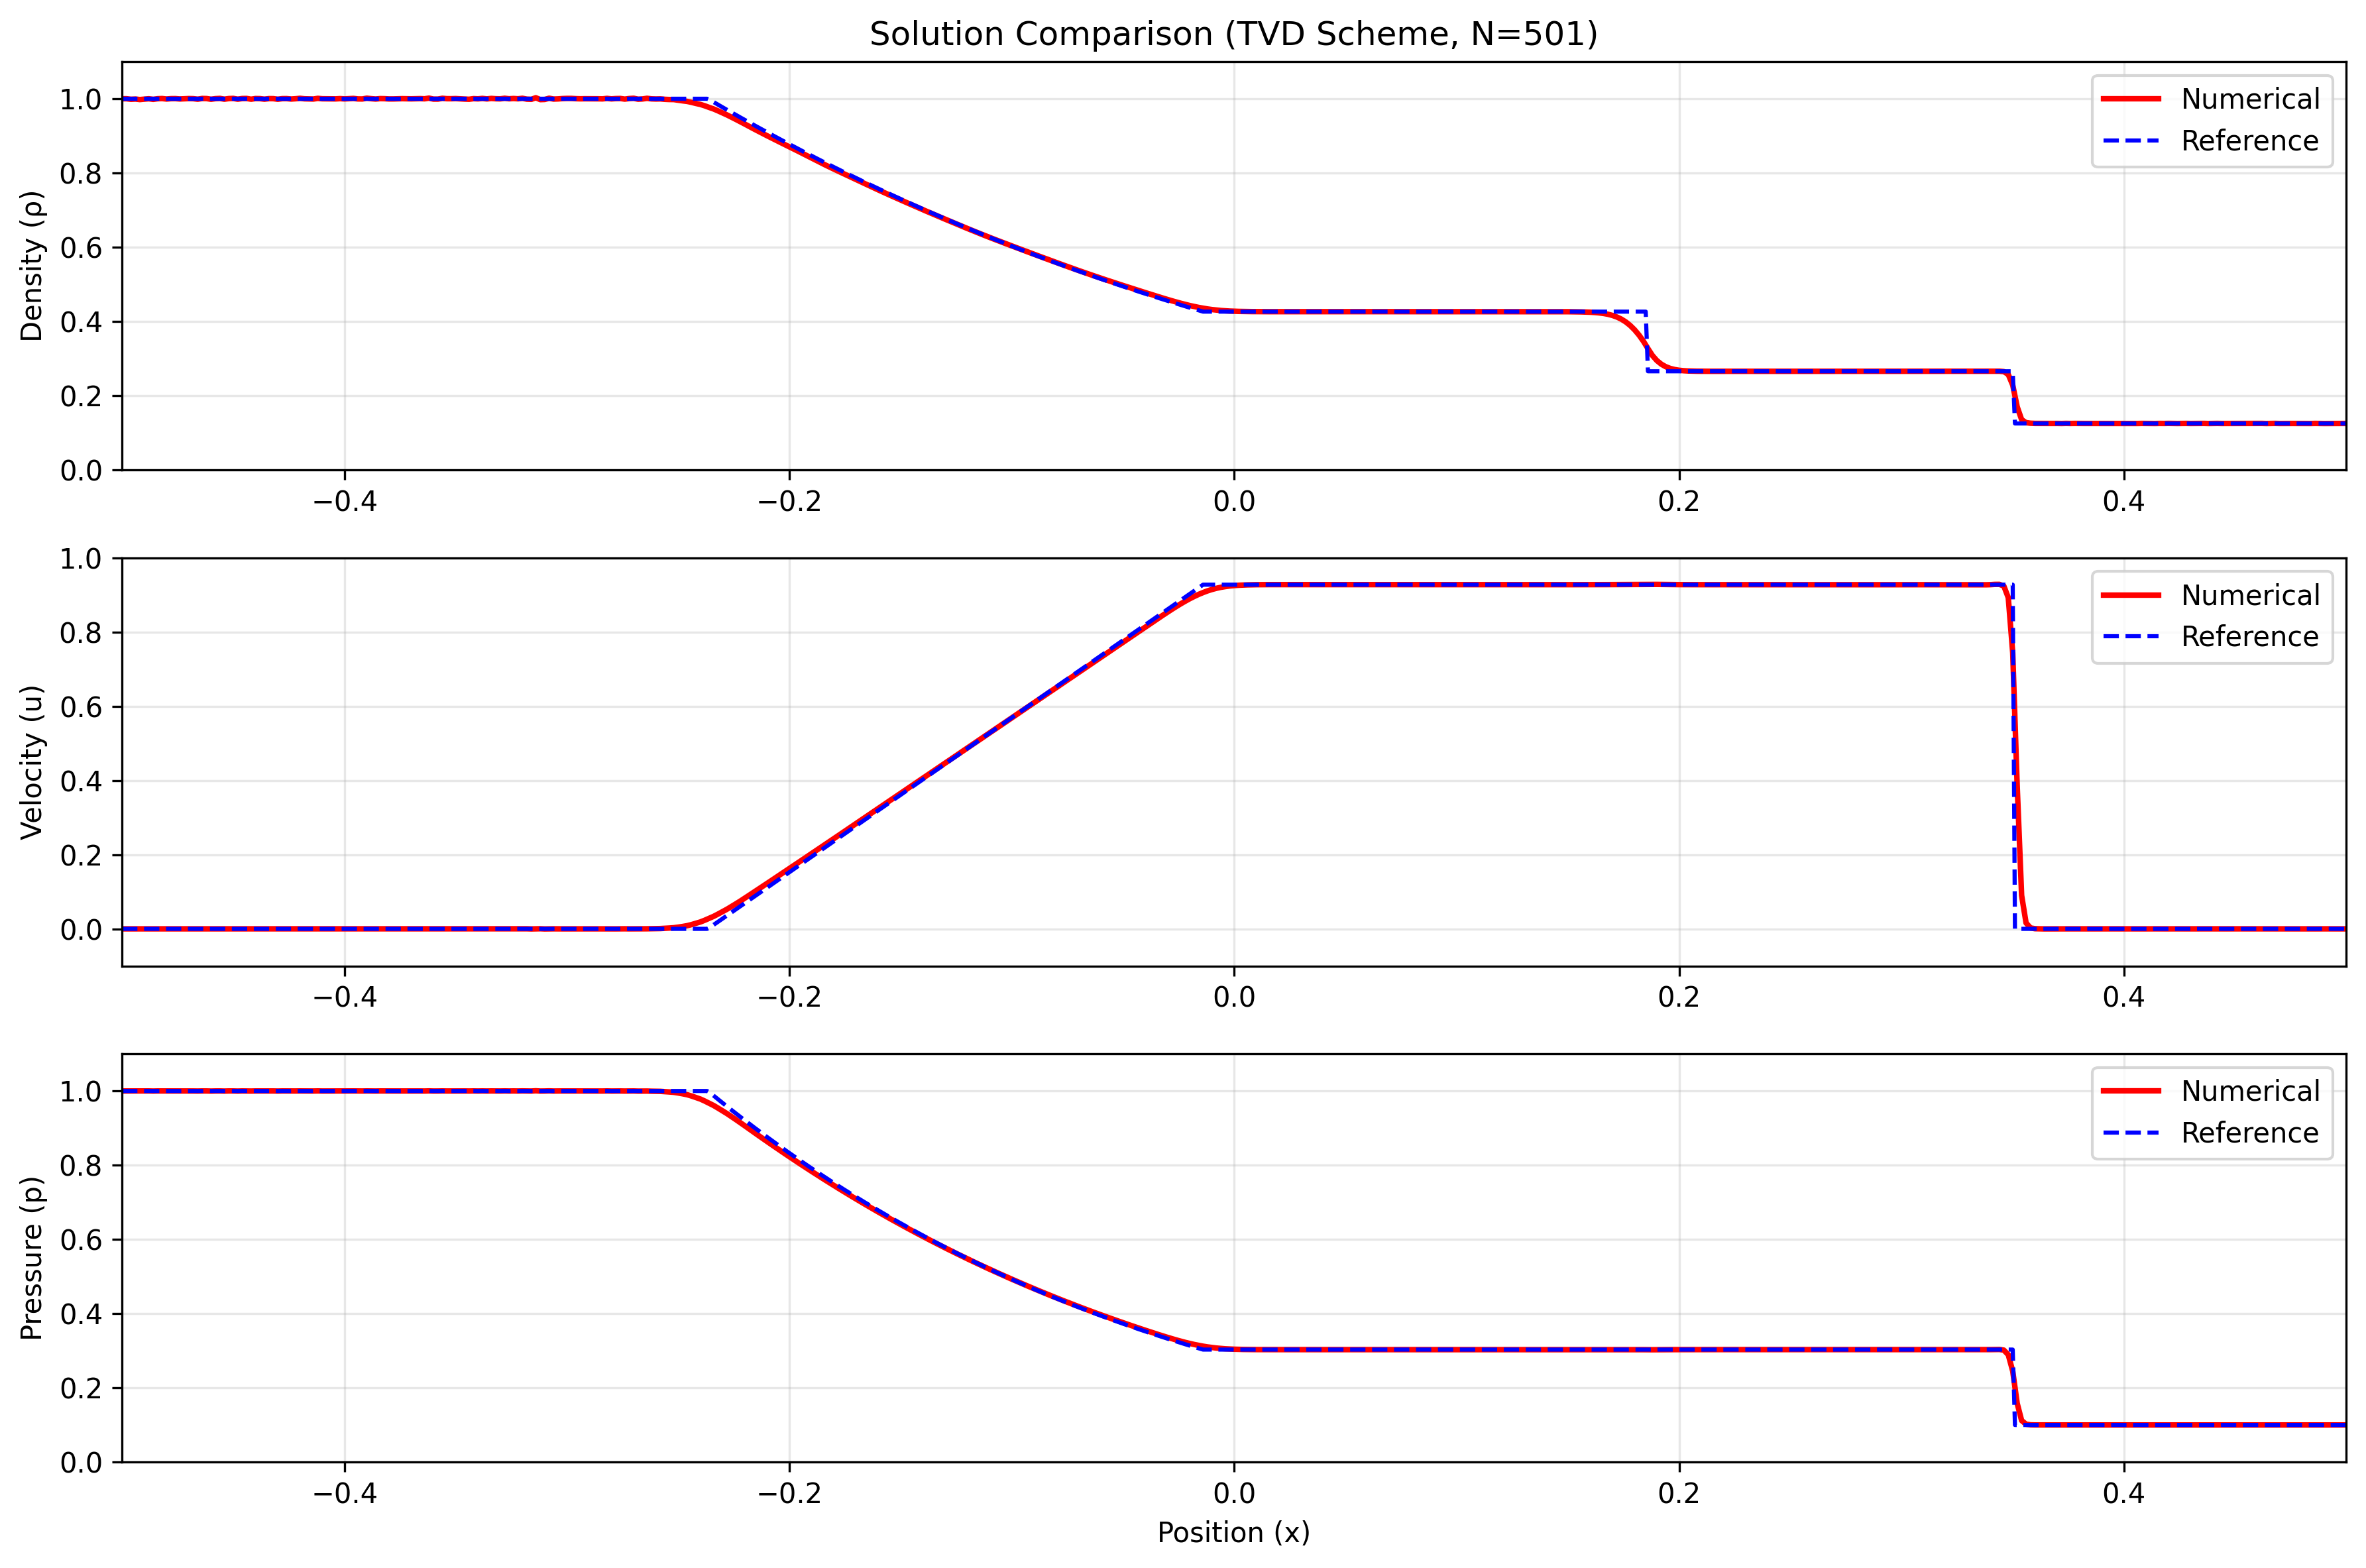 Solution Comparison (TVD Scheme, N=501)
Density (ρ)
1.0
0.8
0.6
0.4
0.2
0.0
Numerical
Reference
−0.4 −0.2 0.0 0.2 0.4
Velocity (u)
1.0
0.8
0.6
0.4
0.2
0.0
Numerical
Reference
−0.4 −0.2 0.0 0.2 0.4
Pressure (p)
1.0
0.8
0.6
0.4
0.2
0.0
Numerical
Reference
−0.4 −0.2 0.0 0.2 0.4
Position (x)